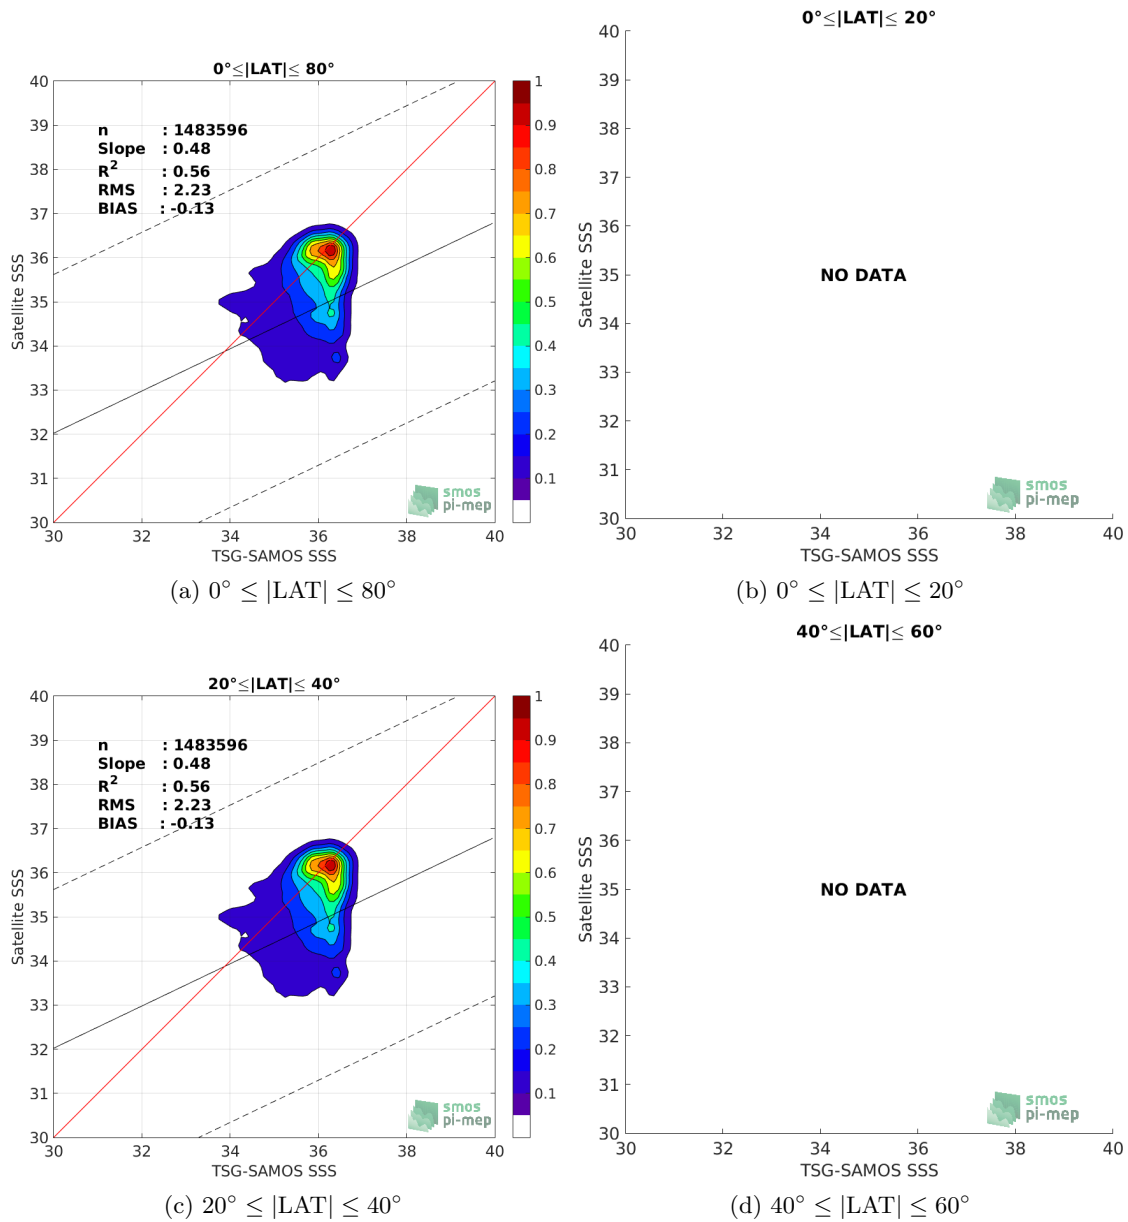 0°≤|LAT|≤ 80°
n : 1483596
Slope : 0.48
R² : 0.56
RMS : 2.23
BIAS : -0.13
40
39
38
37
36
35
34
33
32
31
30
Satellite SSS
30 32 34 36 38 40
TSG-SAMOS SSS
1
0.9
0.8
0.7
0.6
0.5
0.4
0.3
0.2
0.1
smos
pi-mep
(a) 0° ≤ |LAT| ≤ 80°
0°≤|LAT|≤ 20°
40
39
38
37
36
35
34
33
32
31
30
Satellite SSS
NO DATA
smos
pi-mep
30 32 34 36 38 40
TSG-SAMOS SSS
(b) 0° ≤ |LAT| ≤ 20°
20°≤|LAT|≤ 40°
n : 1483596
Slope : 0.48
R² : 0.56
RMS : 2.23
BIAS : -0.13
40
39
38
37
36
35
34
33
32
31
30
Satellite SSS
30 32 34 36 38 40
TSG-SAMOS SSS
1
0.9
0.8
0.7
0.6
0.5
0.4
0.3
0.2
0.1
smos
pi-mep
(c) 20° ≤ |LAT| ≤ 40°
40°≤|LAT|≤ 60°
40
39
38
37
36
35
34
33
32
31
30
Satellite SSS
NO DATA
smos
pi-mep
30 32 34 36 38 40
TSG-SAMOS SSS
(d) 40° ≤ |LAT| ≤ 60°